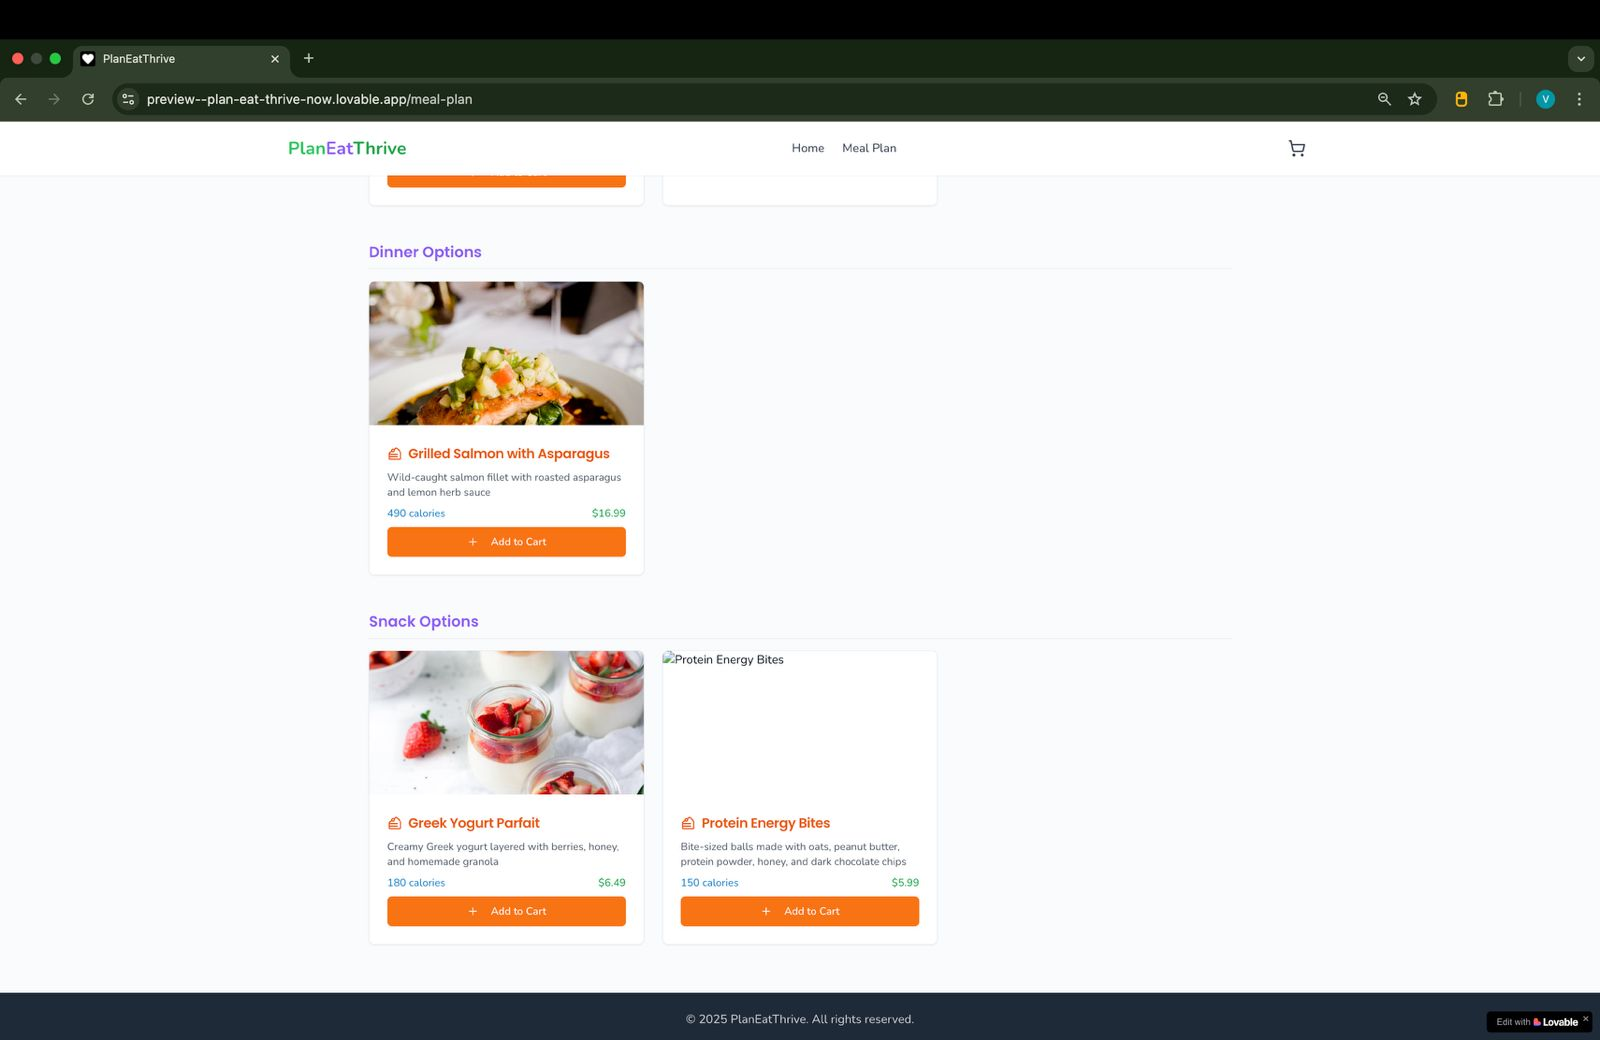 PlanEatThrive
preview--plan-eat-thrive-now.lovable.app/meal-plan
V
PlanEatThrive
Home
Meal Plan
Dinner Options
Grilled Salmon with Asparagus
Wild-caught salmon fillet with roasted asparagus
and lemon herb sauce
490 calories
$16.99
+ Add to Cart
Snack Options
Protein Energy Bites
Greek Yogurt Parfait
Creamy Greek yogurt layered with berries, honey,
and homemade granola
180 calories
$6.49
+ Add to Cart
Protein Energy Bites
Bite-sized balls made with oats, peanut butter,
protein powder, honey, and dark chocolate chips
150 calories
$5.99
+ Add to Cart
© 2025 PlanEatThrive. All rights reserved.
Edit with Lovable